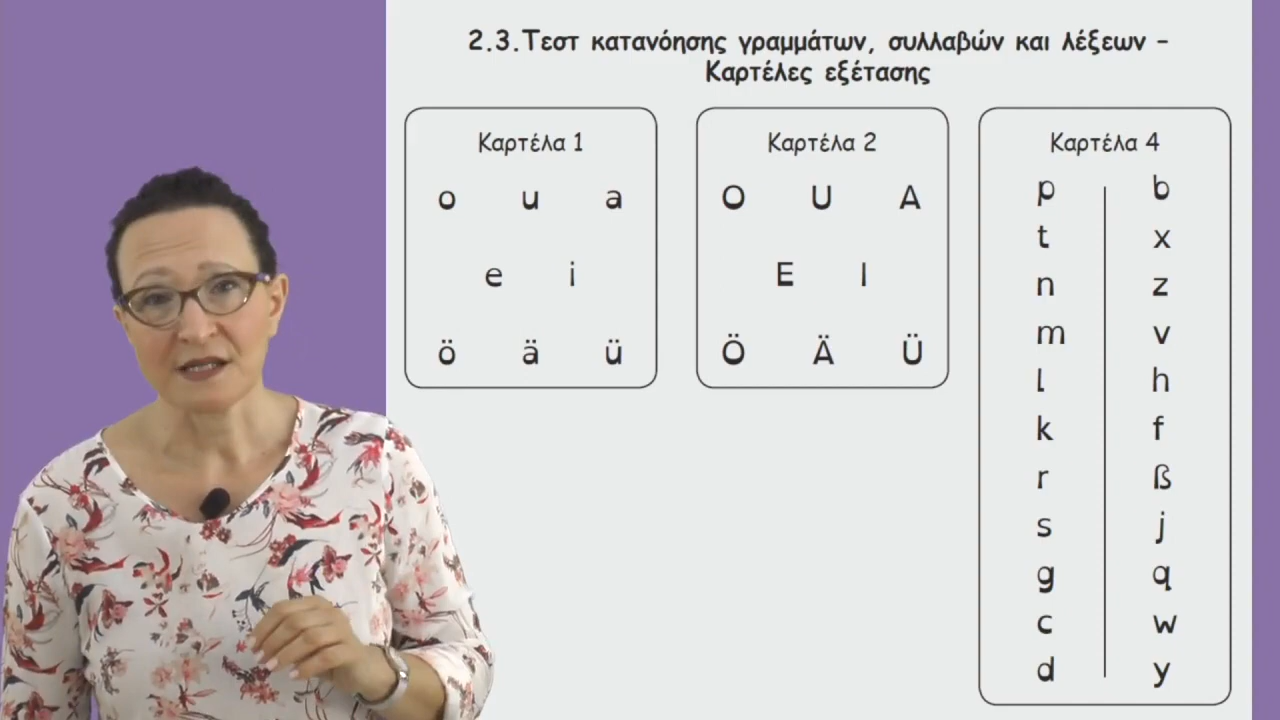 2.3.Τεστ κατανόησης γραμμάτων, συλλαβών και λέξεων –
Καρτέλες εξέτασης
Καρτέλα 1
o u a
e i
ö ä ü
Καρτέλα 2
O U A
E I
Ö Ä Ü
Καρτέλα 4
p b
t x
n z
m v
l h
k f
r ß
s j
g q
c w
d y